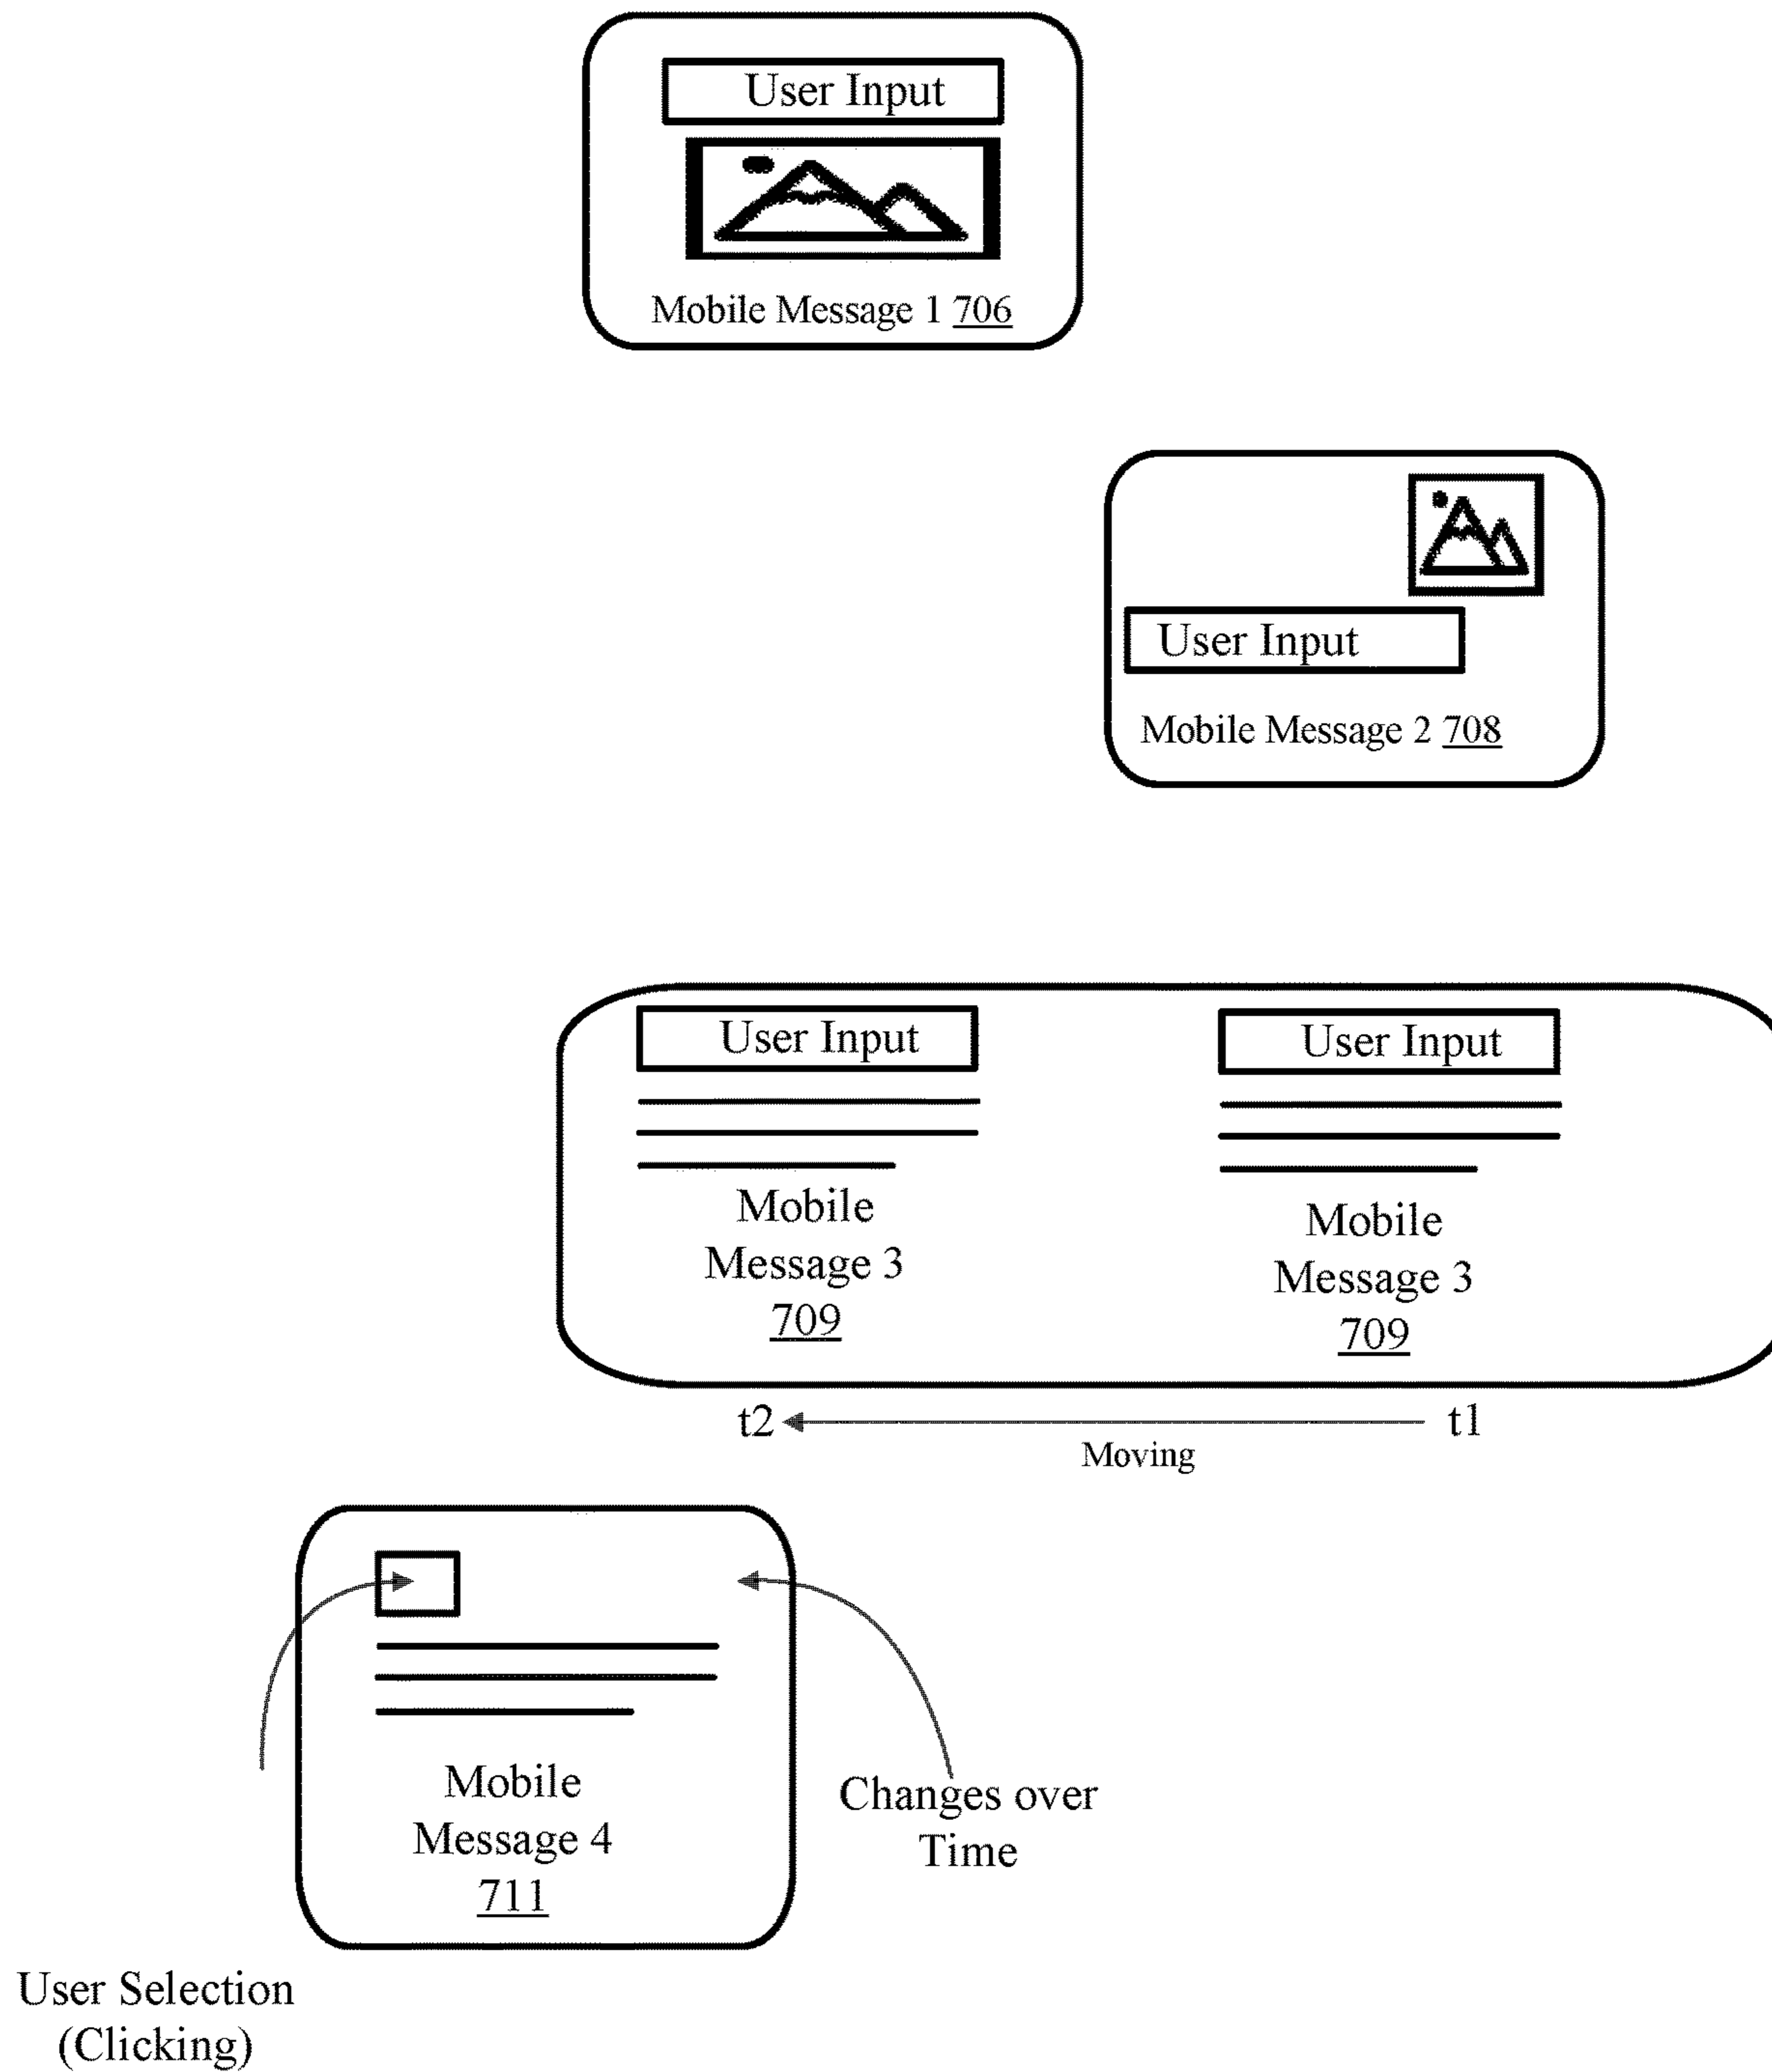 User Input
Mobile Message 1 706
User Input
Mobile Message 2 708
User Input
Mobile
Message 3
709
User Input
Mobile
Message 3
709
t2
t1
Moving
Mobile
Message 4
711
Changes over
Time
User Selection
(Clicking)